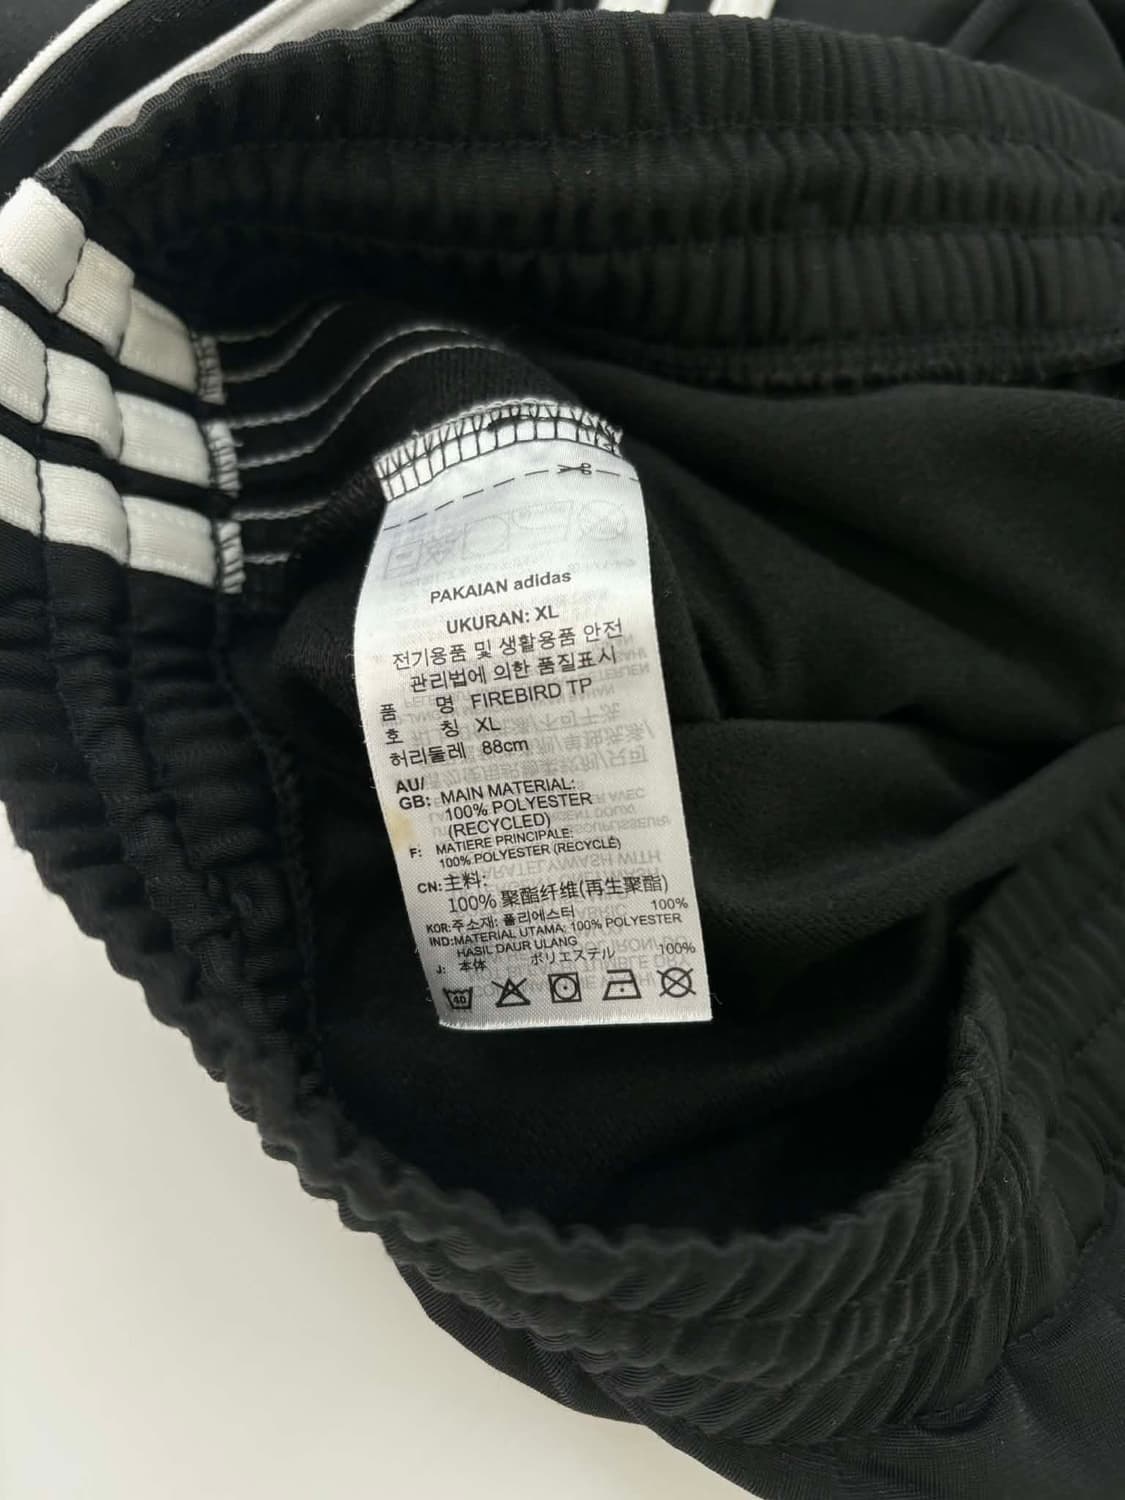 PAKAIAN adidas
UKURAN: XL
전기용품 및 생활용품 안전
관리법에 의한 품질표시
품 명 FIREBIRD TP
호 칭 XL
허리둘레 88cm
AU/
GB: MAIN MATERIAL:
100% POLYESTER
(RECYCLED)
F: MATIERE PRINCIPALE:
100% POLYESTER (RECYCLÉ)
CN: 主料:
100% 聚酯纤维(再生聚酯)
KOR: 주소재: 폴리에스터 100%
IND: MATERIAL UTAMA: 100% POLYESTER
HASIL DAUR ULANG
J: 本体 ポリエステル 100%
40